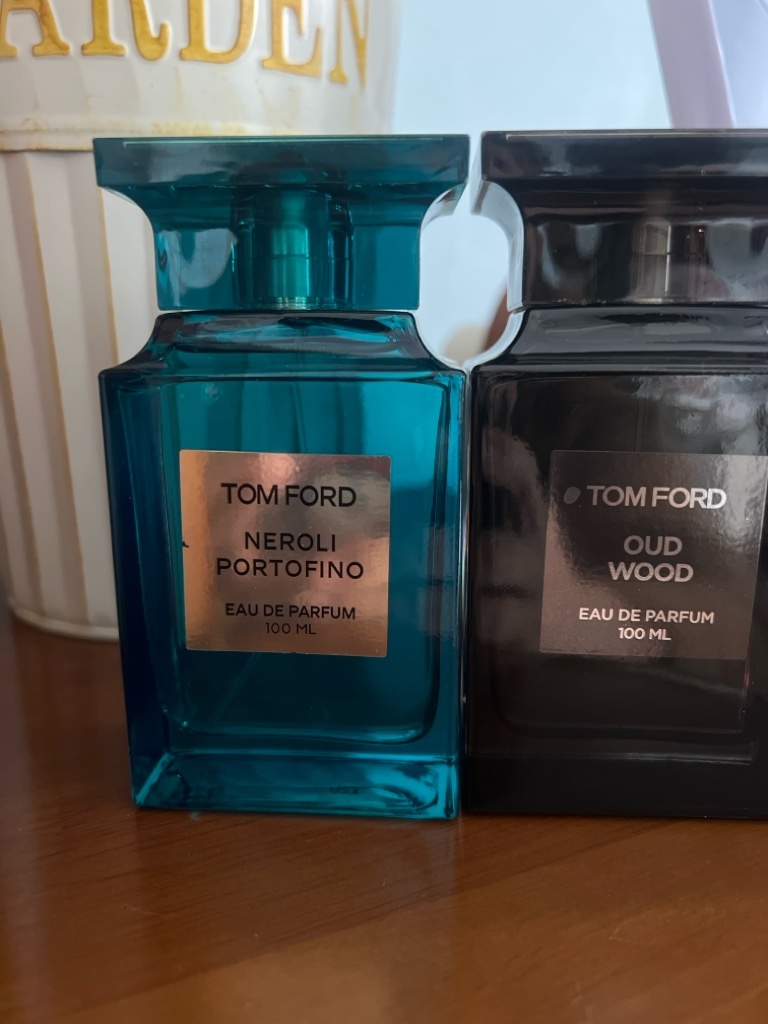 ARDEN
TOM FORD
NEROLI
PORTOFINO
EAU DE PARFUM
100 ML
TOM FORD
OUD
WOOD
EAU DE PARFUM
100 ML